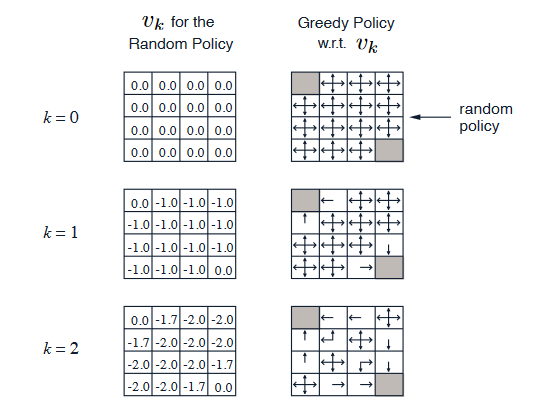 v_k for the
Random Policy
Greedy Policy
w.r.t. v_k
k = 0
0.0 0.0 0.0 0.0
0.0 0.0 0.0 0.0
0.0 0.0 0.0 0.0
0.0 0.0 0.0 0.0
random
policy
k = 1
0.0 -1.0 -1.0 -1.0
-1.0 -1.0 -1.0 -1.0
-1.0 -1.0 -1.0 -1.0
-1.0 -1.0 -1.0 0.0
k = 2
0.0 -1.7 -2.0 -2.0
-1.7 -2.0 -2.0 -2.0
-2.0 -2.0 -2.0 -1.7
-2.0 -2.0 -1.7 0.0